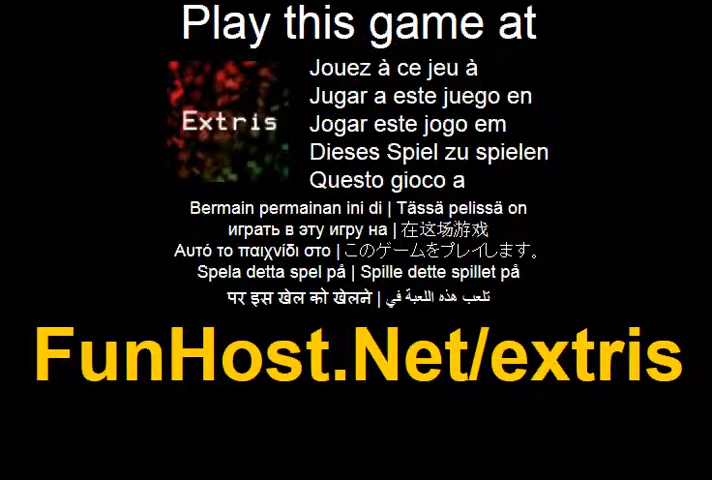 Play this game at
Extris
Jouez à ce jeu à
Jugar a este juego en
Jogar este jogo em
Dieses Spiel zu spielen
Questo gioco a
Bermain permainan ini di | Tässä pelissä on
играть в эту игру на | 在这场游戏
Αυτό το παιχνίδι στο | このゲームをプレイします。
Spela detta spel på | Spille dette spillet på
पर इस खेल को खेलने | تلعب هذه اللعبة في
FunHost.Net/extris